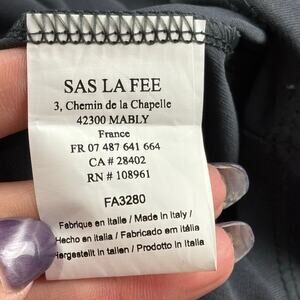 SAS LA FEE
3, Chemin de la Chapelle
42300 MABLY
France
FR 07 487 641 664
CA # 28402
RN # 108961
FA3280
Fabrique en Italie / Made in Italy /
Hecho en italia / Fabricado em itália
Hergestellt in Italien / Prodotto in Italia